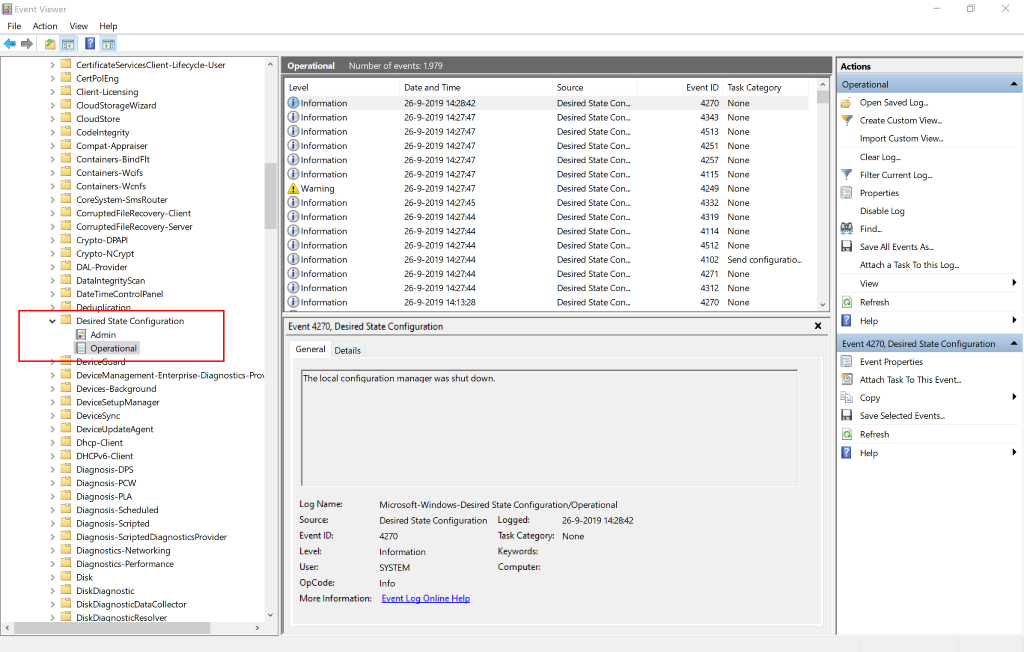 Event Viewer
File Action View Help
CertificateServicesClient-Lifecycle-User
CertPolEng
Client-Licensing
CloudStorageWizard
CloudStore
CodeIntegrity
Compat-Appraiser
Containers-BindFlt
Containers-Wcifs
Containers-Wcnfs
CoreSystem-SmsRouter
CorruptedFileRecovery-Client
CorruptedFileRecovery-Server
Crypto-DPAPI
Crypto-NCrypt
DAL-Provider
DataIntegrityScan
DateTimeControlPanel
Deduplication
Desired State Configuration
Admin
Operational
DeviceGuard
DeviceManagement-Enterprise-Diagnostics-Prov
Devices-Background
DeviceSetupManager
DeviceSync
DeviceUpdateAgent
Dhcp-Client
DHCPv6-Client
Diagnosis-DPS
Diagnosis-PCW
Diagnosis-PLA
Diagnosis-Scheduled
Diagnosis-Scripted
Diagnosis-ScriptedDiagnosticsProvider
Diagnostics-Networking
Diagnostics-Performance
Disk
DiskDiagnostic
DiskDiagnosticDataCollector
DiskDiagnosticResolver
Operational Number of events: 1.979
Level Date and Time Source Event ID Task Category
Information 26-9-2019 14:28:42 Desired State Con... 4270 None
Information 26-9-2019 14:27:47 Desired State Con... 4343 None
Information 26-9-2019 14:27:47 Desired State Con... 4513 None
Information 26-9-2019 14:27:47 Desired State Con... 4251 None
Information 26-9-2019 14:27:47 Desired State Con... 4257 None
Information 26-9-2019 14:27:47 Desired State Con... 4115 None
Warning 26-9-2019 14:27:47 Desired State Con... 4249 None
Information 26-9-2019 14:27:45 Desired State Con... 4332 None
Information 26-9-2019 14:27:44 Desired State Con... 4319 None
Information 26-9-2019 14:27:44 Desired State Con... 4114 None
Information 26-9-2019 14:27:44 Desired State Con... 4512 None
Information 26-9-2019 14:27:44 Desired State Con... 4102 Send configuratio...
Information 26-9-2019 14:27:44 Desired State Con... 4271 None
Information 26-9-2019 14:27:44 Desired State Con... 4312 None
Information 26-9-2019 14:13:28 Desired State Con... 4270 None
Event 4270, Desired State Configuration
General Details
The local configuration manager was shut down.
Log Name: Microsoft-Windows-Desired State Configuration/Operational
Source: Desired State Configuration Logged: 26-9-2019 14:28:42
Event ID: 4270 Task Category: None
Level: Information Keywords:
User: SYSTEM Computer:
OpCode: Info
More Information: Event Log Online Help
Actions
Operational
Open Saved Log...
Create Custom View...
Import Custom View...
Clear Log...
Filter Current Log...
Properties
Disable Log
Find...
Save All Events As...
Attach a Task To this Log...
View
Refresh
Help
Event 4270, Desired State Configuration
Event Properties
Attach Task To This Event...
Copy
Save Selected Events...
Refresh
Help